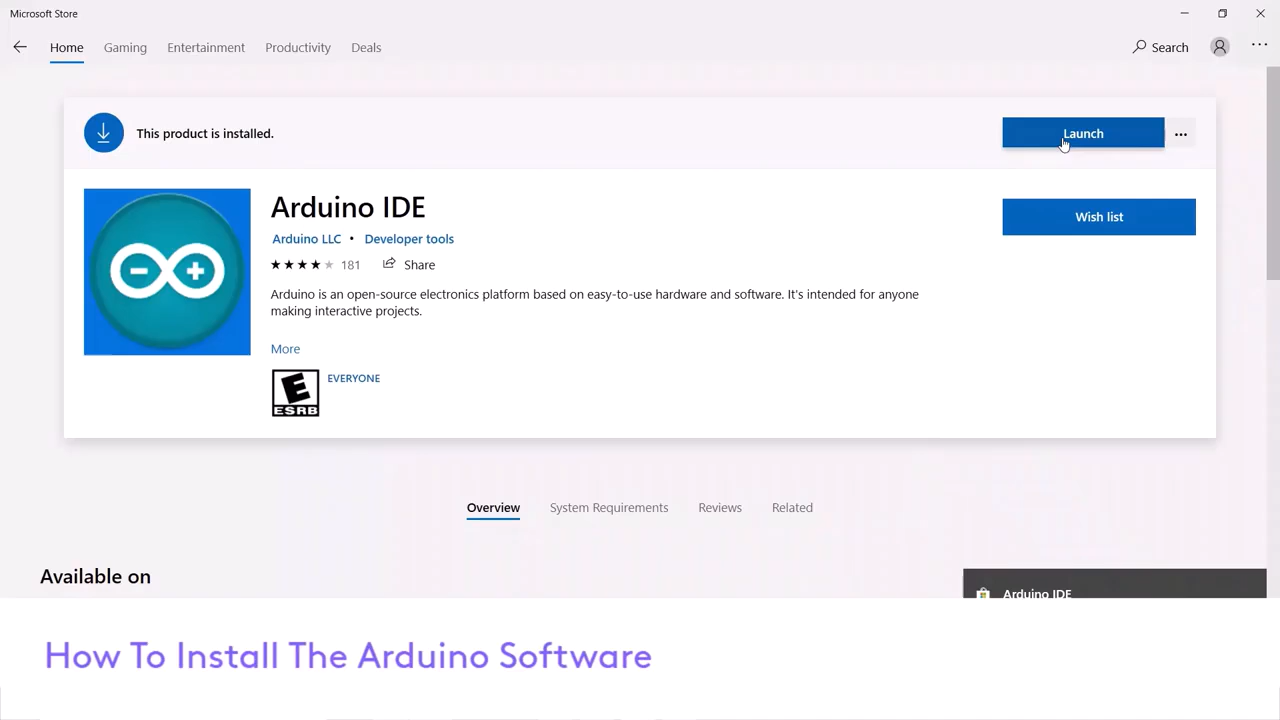 Microsoft Store
Home Gaming Entertainment Productivity Deals Search
This product is installed.
Launch
Arduino IDE
Wish list
Arduino LLC • Developer tools
181 Share
Arduino is an open-source electronics platform based on easy-to-use hardware and software. It's intended for anyone
making interactive projects.
More
E
ESRB
EVERYONE
Overview System Requirements Reviews Related
Available on
Arduino IDE
How To Install The Arduino Software